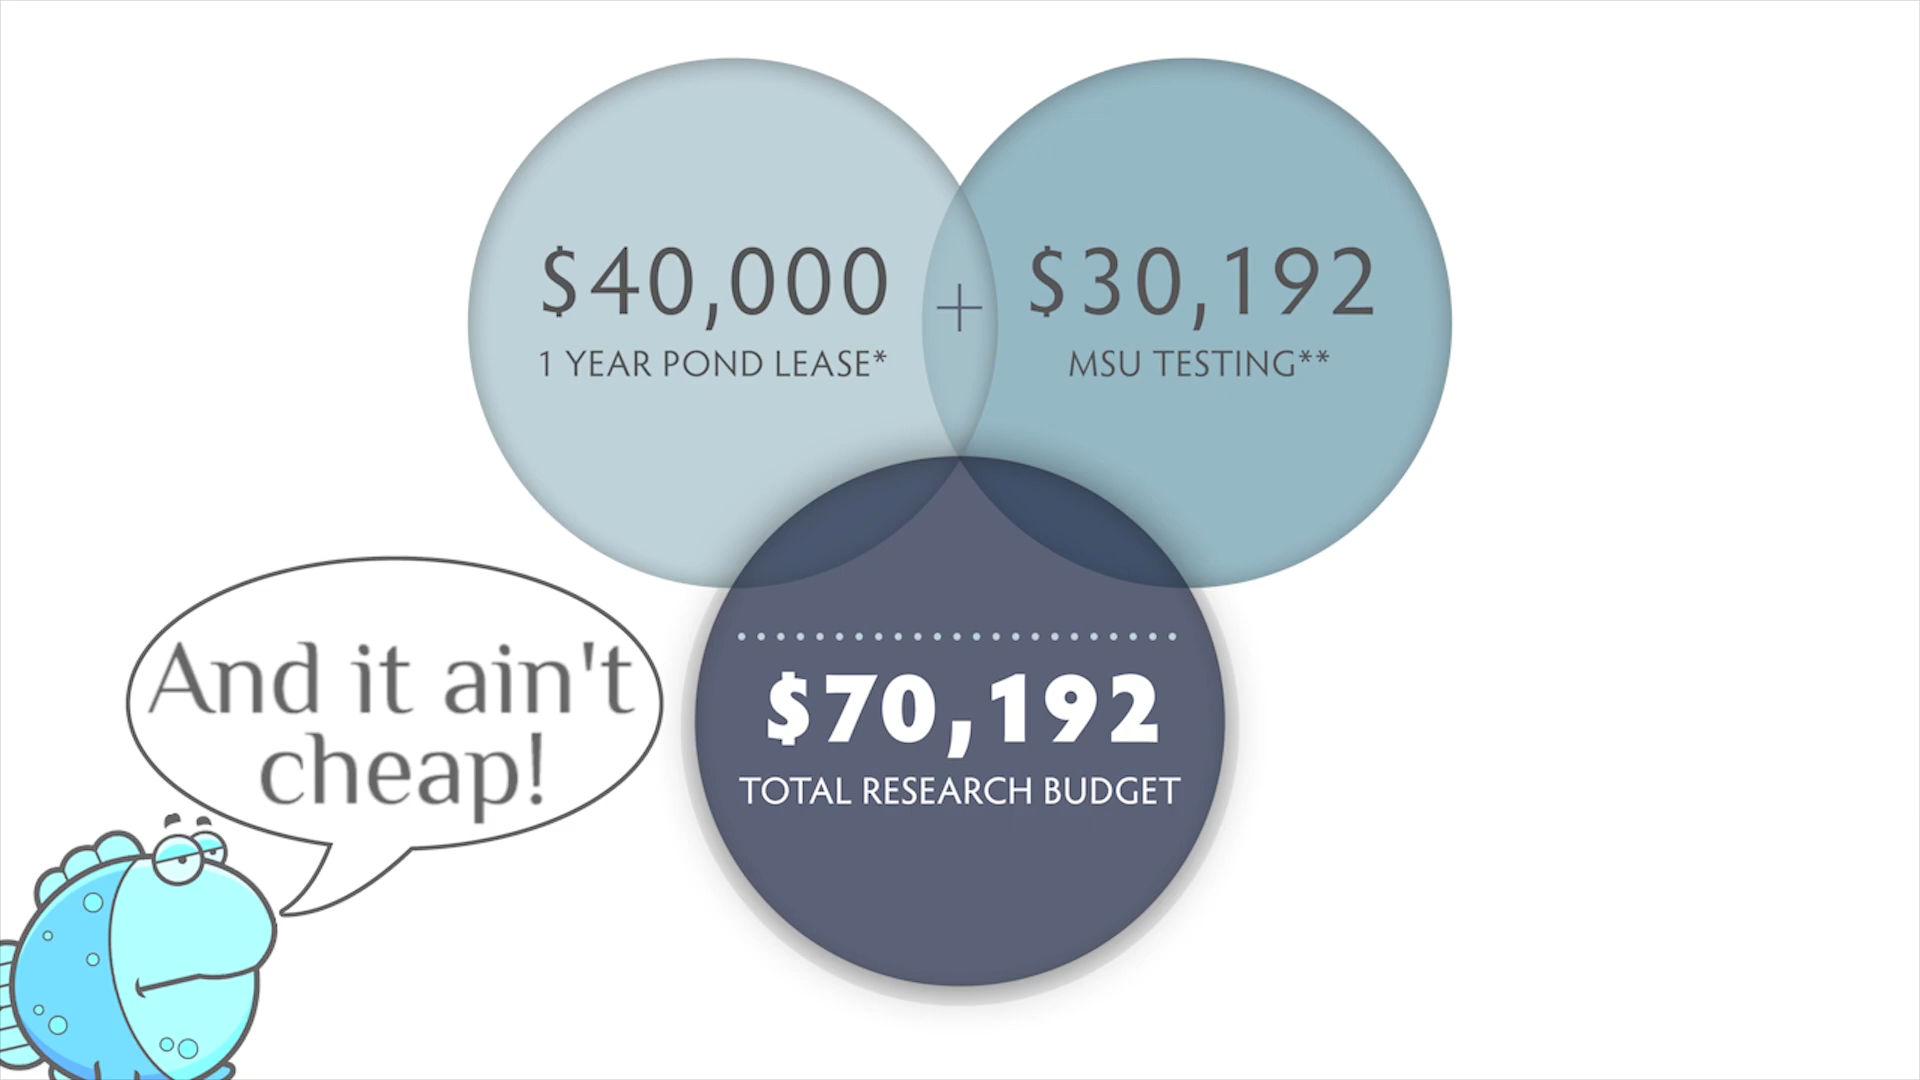 $40,000
1 YEAR POND LEASE*
+
$30,192
MSU TESTING**
And it ain't
cheap!
$70,192
TOTAL RESEARCH BUDGET